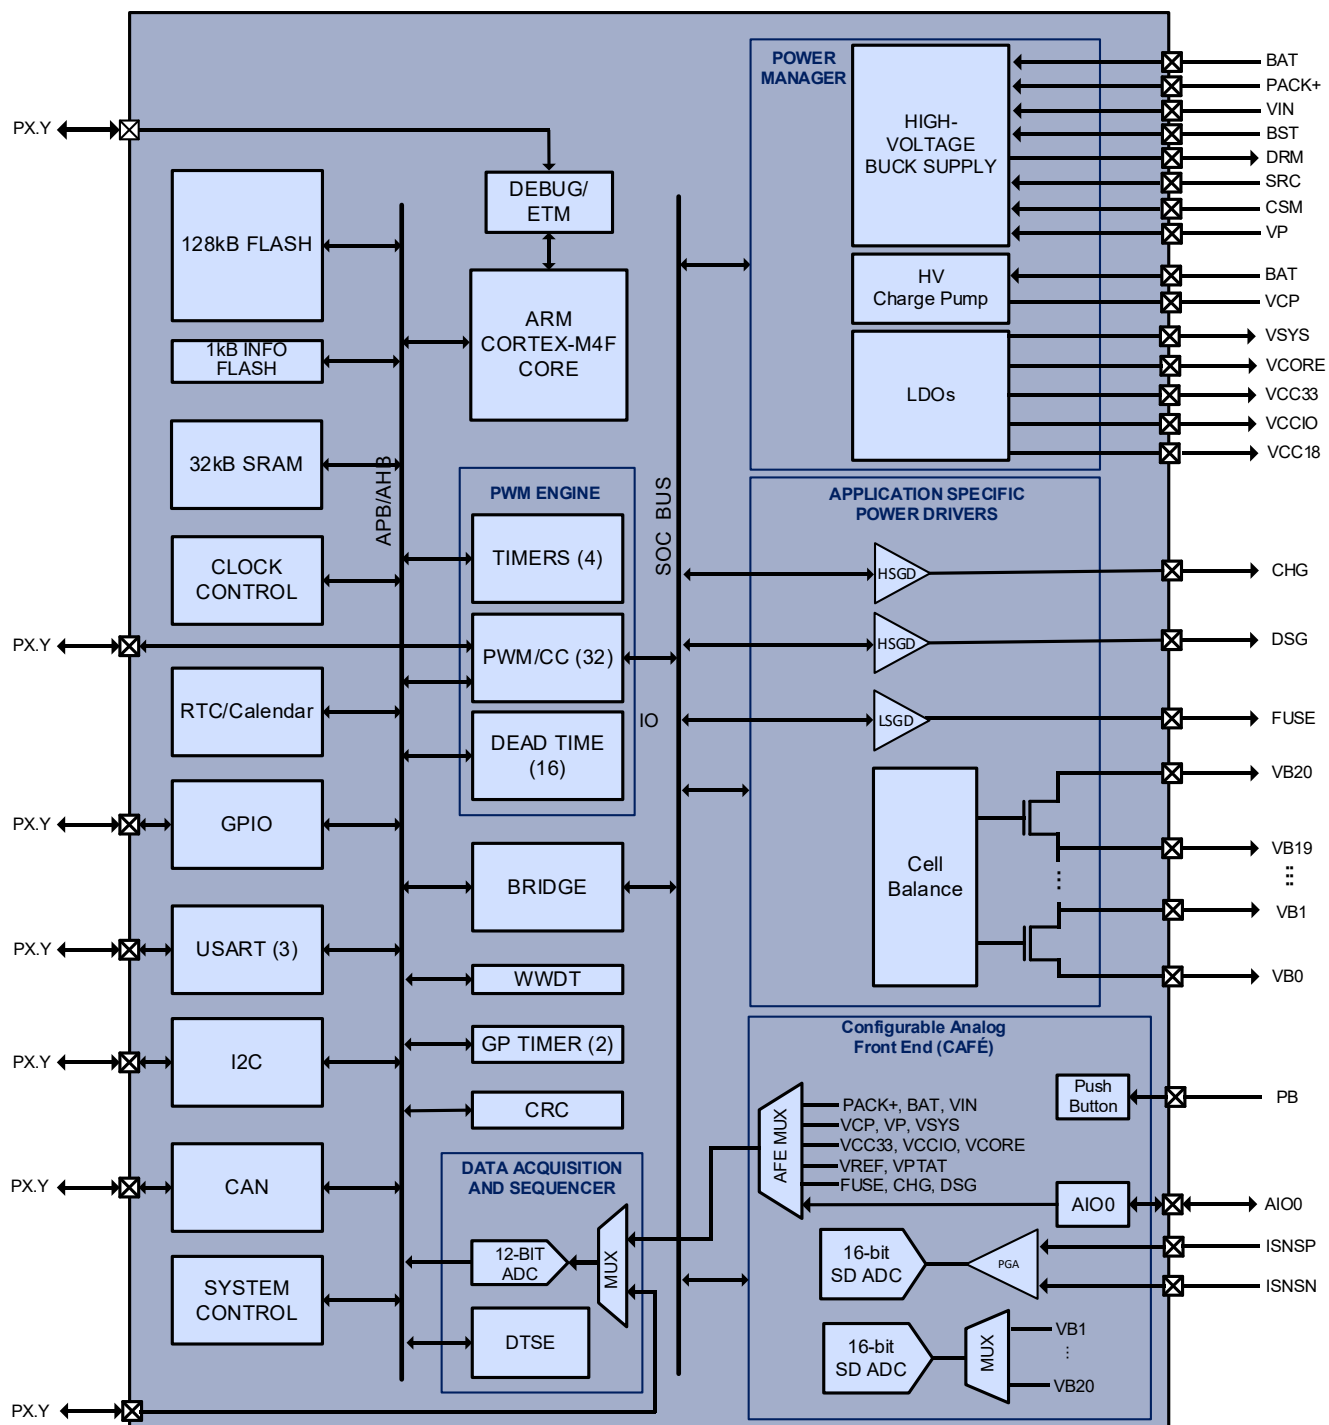 PX.Y
DEBUG/
ETM
128kB FLASH
ARM
CORTEX-M4F
CORE
1kB INFO
FLASH
32kB SRAM
APB/AHB
CLOCK
CONTROL
PWM ENGINE
TIMERS (4)
PX.Y
PWM/CC (32)
RTC/Calendar
DEAD TIME
(16)
IO
SOC BUS
PX.Y
GPIO
BRIDGE
PX.Y
USART (3)
WWDT
PX.Y
I2C
GP TIMER (2)
CRC
PX.Y
CAN
DATA ACQUISITION
AND SEQUENCER
12-BIT
ADC
MUX
SYSTEM
CONTROL
DTSE
PX.Y
POWER
MANAGER
HIGH-
VOLTAGE
BUCK SUPPLY
BAT
PACK+
VIN
BST
DRM
SRC
CSM
VP
HV
Charge Pump
BAT
VCP
LDOs
VSYS
VCORE
VCC33
VCCIO
VCC18
APPLICATION SPECIFIC
POWER DRIVERS
HSGD
CHG
HSGD
DSG
LSGD
FUSE
Cell
Balance
VB20
VB19
VB1
VB0
Configurable Analog
Front End (CAFÉ)
Push
Button
PB
AFE MUX
PACK+, BAT, VIN
VCP, VP, VSYS
VCC33, VCCIO, VCORE
VREF, VPTAT
FUSE, CHG, DSG
AIO0
AIO0
16-bit
SD ADC
PGA
ISNSP
ISNSN
16-bit
SD ADC
MUX
VB1
VB20